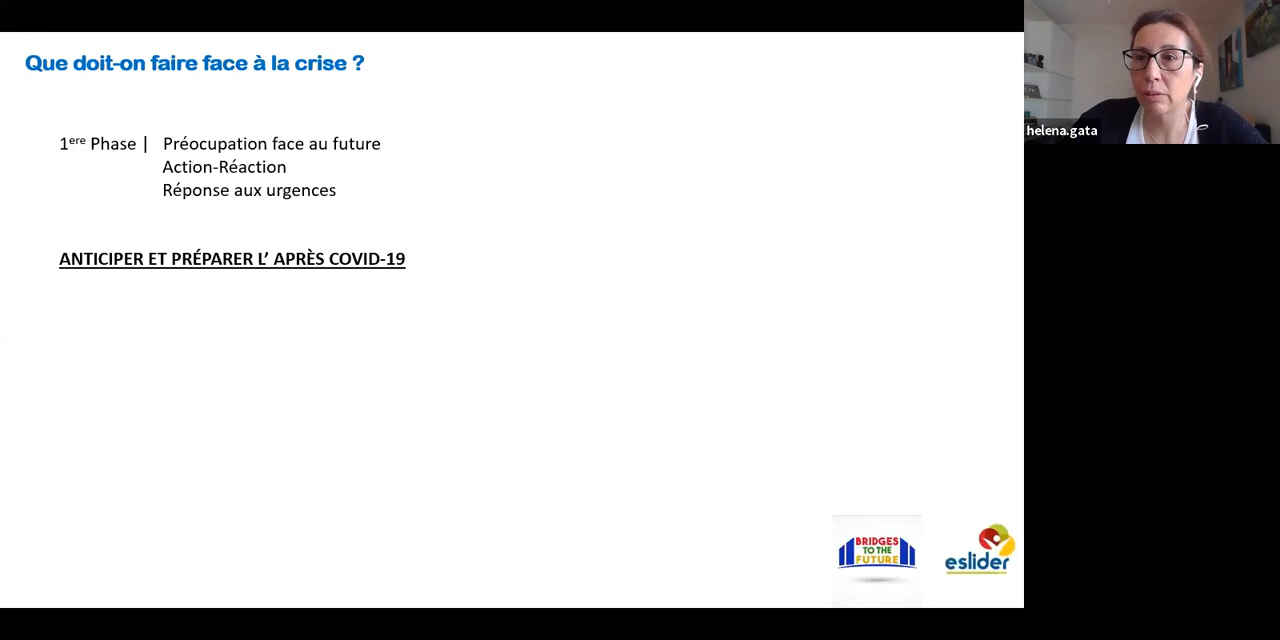 Que doit-on faire face à la crise ?
1ere Phase | Préocupation face au future
Action-Réaction
Réponse aux urgences
ANTICIPER ET PRÉPARER L’ APRÈS COVID-19
BRIDGES
TO THE
FUTURE
eslider
helena.gata